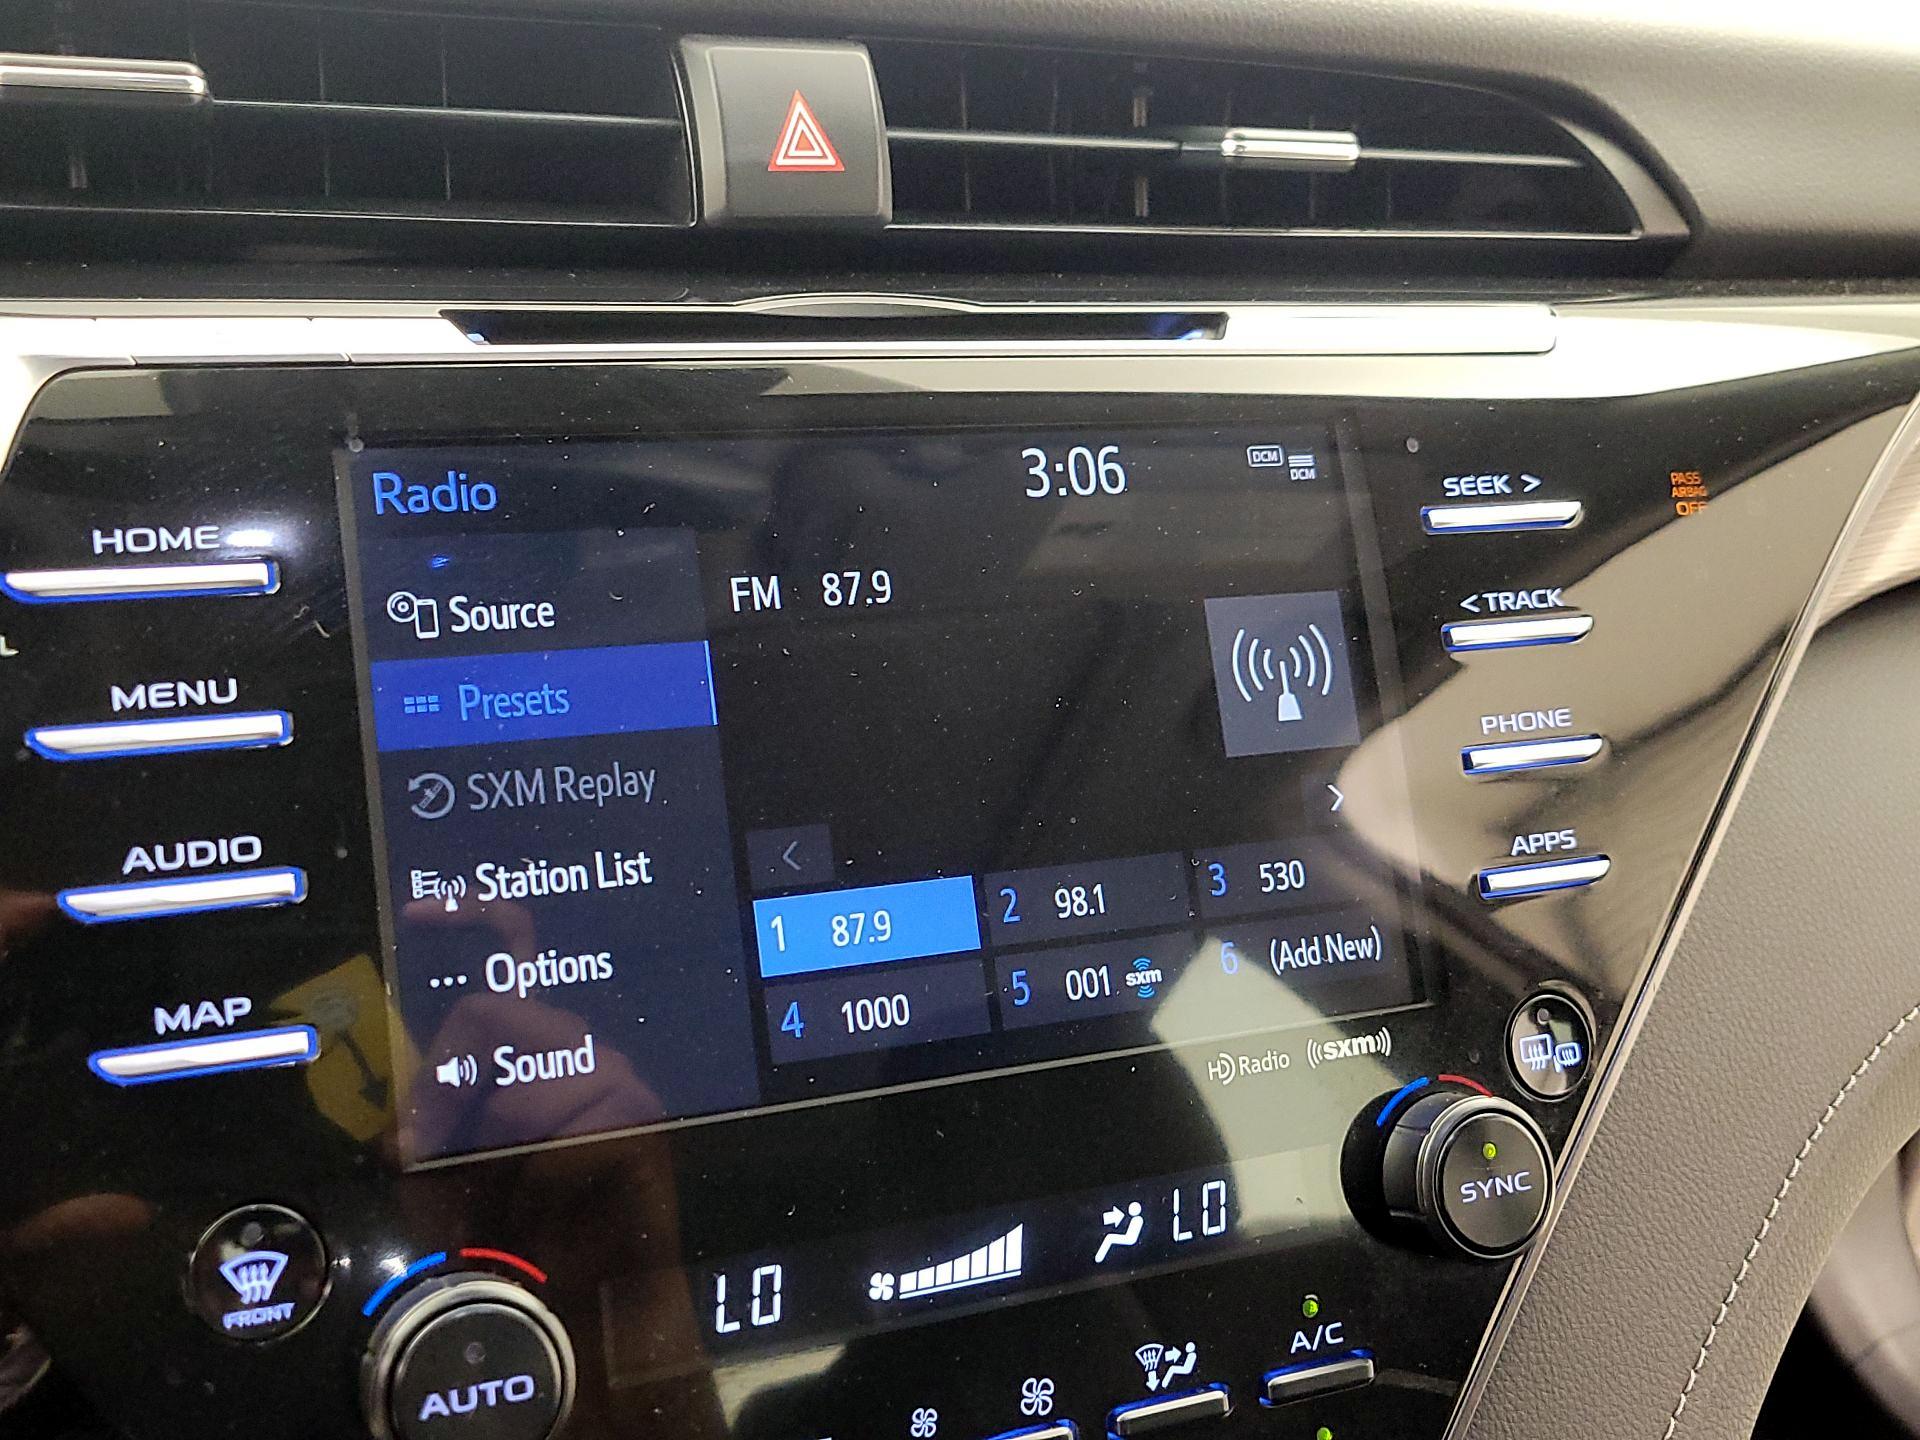 Radio
3:06
DCM
DCM
SEEK >
PASS
AIRBAG
OFF
HOME
Source
FM 87.9
< TRACK
MENU
Presets
PHONE
SXM Replay
AUDIO
Station List
APPS
1 87.9
2 98.1
3 530
4 1000
5 001 sxm
6 (Add New)
Options
MAP
Sound
HD Radio ((sxm))
SYNC
FRONT
LO
LO
AUTO
A/C
L